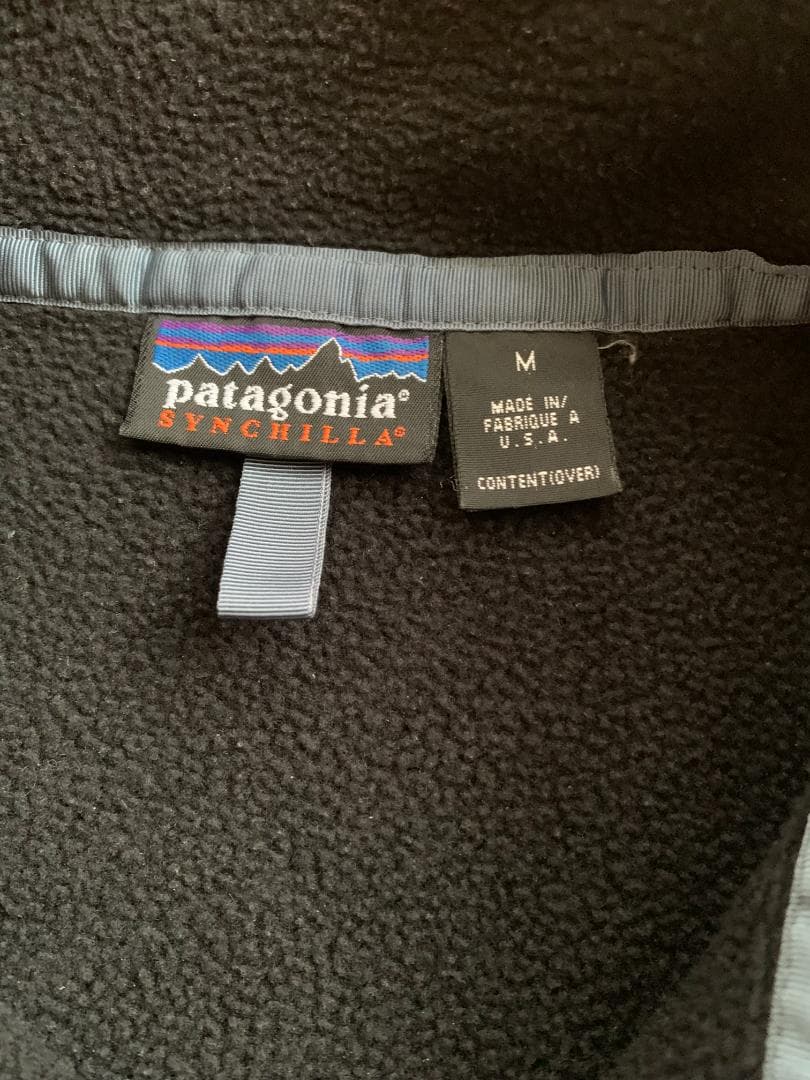 patagonia®
SYNCHILLA®
M
MADE IN/
FABRIQUE A
U.S.A.
CONTENT(OVER)